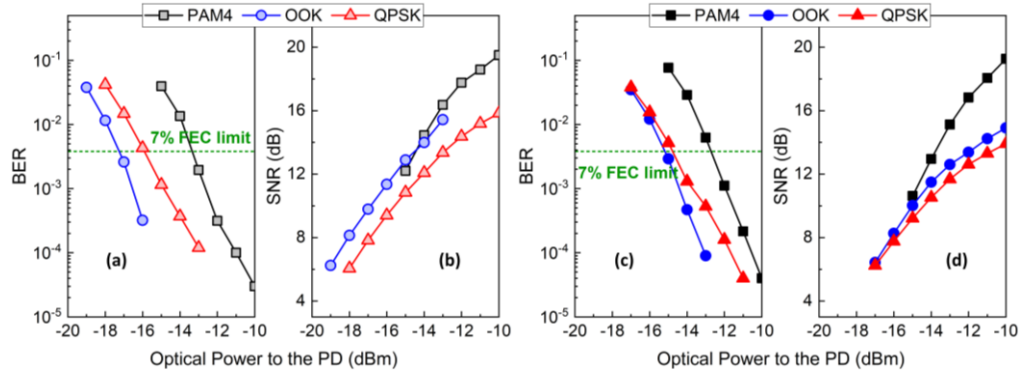 PAM4 OOK QPSK
PAM4 OOK QPSK
BER
10⁻¹
10⁻²
10⁻³
10⁻⁴
10⁻⁵
7% FEC limit
(a)
-20 -18 -16 -14 -12 -10
SNR (dB)
20
16
12
8
4
(b)
-20 -18 -16 -14 -12 -10
Optical Power to the PD (dBm)
BER
10⁻¹
10⁻²
10⁻³
10⁻⁴
10⁻⁵
7% FEC limit
(c)
-20 -18 -16 -14 -12 -10
SNR (dB)
20
16
12
8
4
(d)
-20 -18 -16 -14 -12 -10
Optical Power to the PD (dBm)